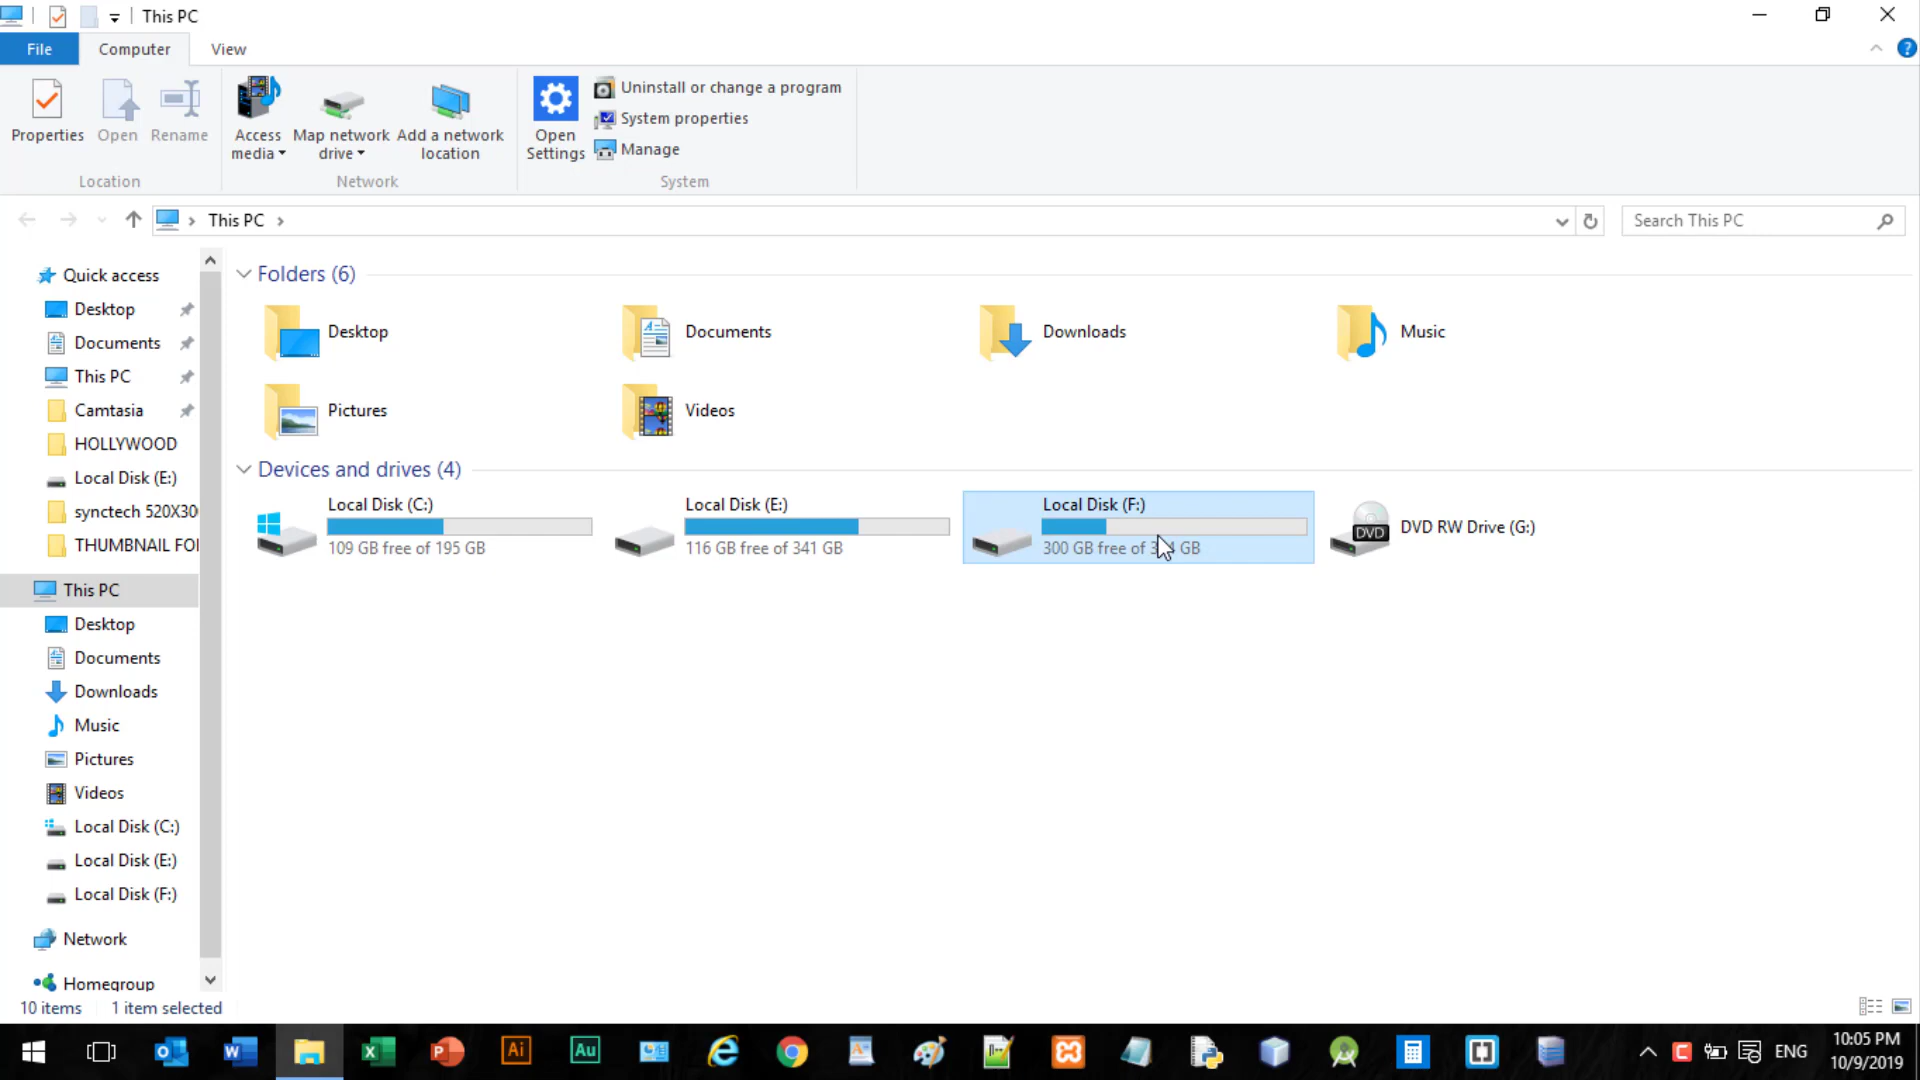 This PC
File
Computer
View
Properties
Open
Rename
Access media
Map network drive
Add a network location
Open Settings
Uninstall or change a program
System properties
Manage
Location
Network
System
This PC
Search This PC
Quick access
Desktop
Documents
This PC
Camtasia
HOLLYWOOD
Local Disk (E:)
synctech 520X30
THUMBNAIL FO
This PC
Desktop
Documents
Downloads
Music
Pictures
Videos
Local Disk (C:)
Local Disk (E:)
Local Disk (F:)
Network
Homegroup
Folders (6)
Desktop
Documents
Downloads
Music
Pictures
Videos
Devices and drives (4)
Local Disk (C:)
109 GB free of 195 GB
Local Disk (E:)
116 GB free of 341 GB
Local Disk (F:)
300 GB free of GB
DVD
DVD RW Drive (G:)
10 items
1 item selected
Ai
Au
ENG
10:05 PM
10/9/2019